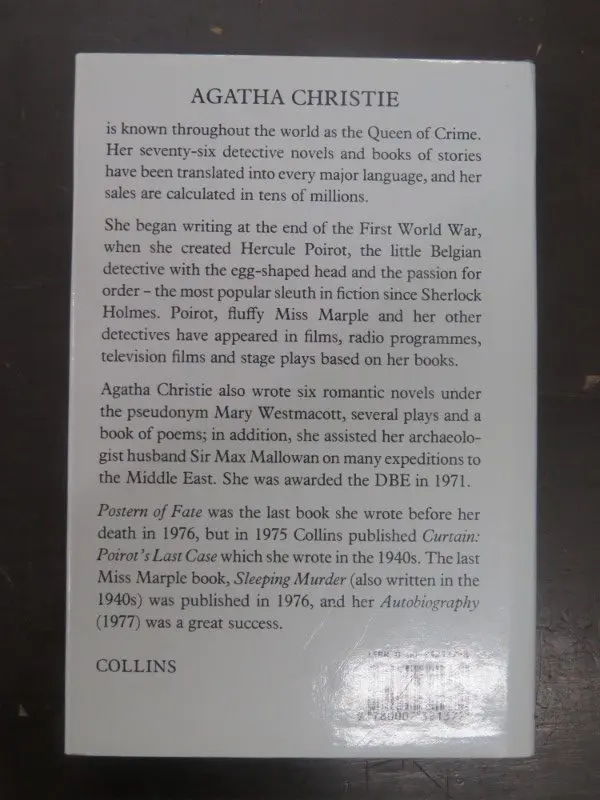 AGATHA CHRISTIE
is known throughout the world as the Queen of Crime.
Her seventy-six detective novels and books of stories
have been translated into every major language, and her
sales are calculated in tens of millions.
She began writing at the end of the First World War,
when she created Hercule Poirot, the little Belgian
detective with the egg-shaped head and the passion for
order – the most popular sleuth in fiction since Sherlock
Holmes. Poirot, fluffy Miss Marple and her other
detectives have appeared in films, radio programmes,
television films and stage plays based on her books.
Agatha Christie also wrote six romantic novels under
the pseudonym Mary Westmacott, several plays and a
book of poems; in addition, she assisted her archaeolo-
gist husband Sir Max Mallowan on many expeditions to
the Middle East. She was awarded the DBE in 1971.
Postern of Fate was the last book she wrote before her
death in 1976, but in 1975 Collins published Curtain:
Poirot's Last Case which she wrote in the 1940s. The last
Miss Marple book, Sleeping Murder (also written in the
1940s) was published in 1976, and her Autobiography
(1977) was a great success.
COLLINS
ISBN